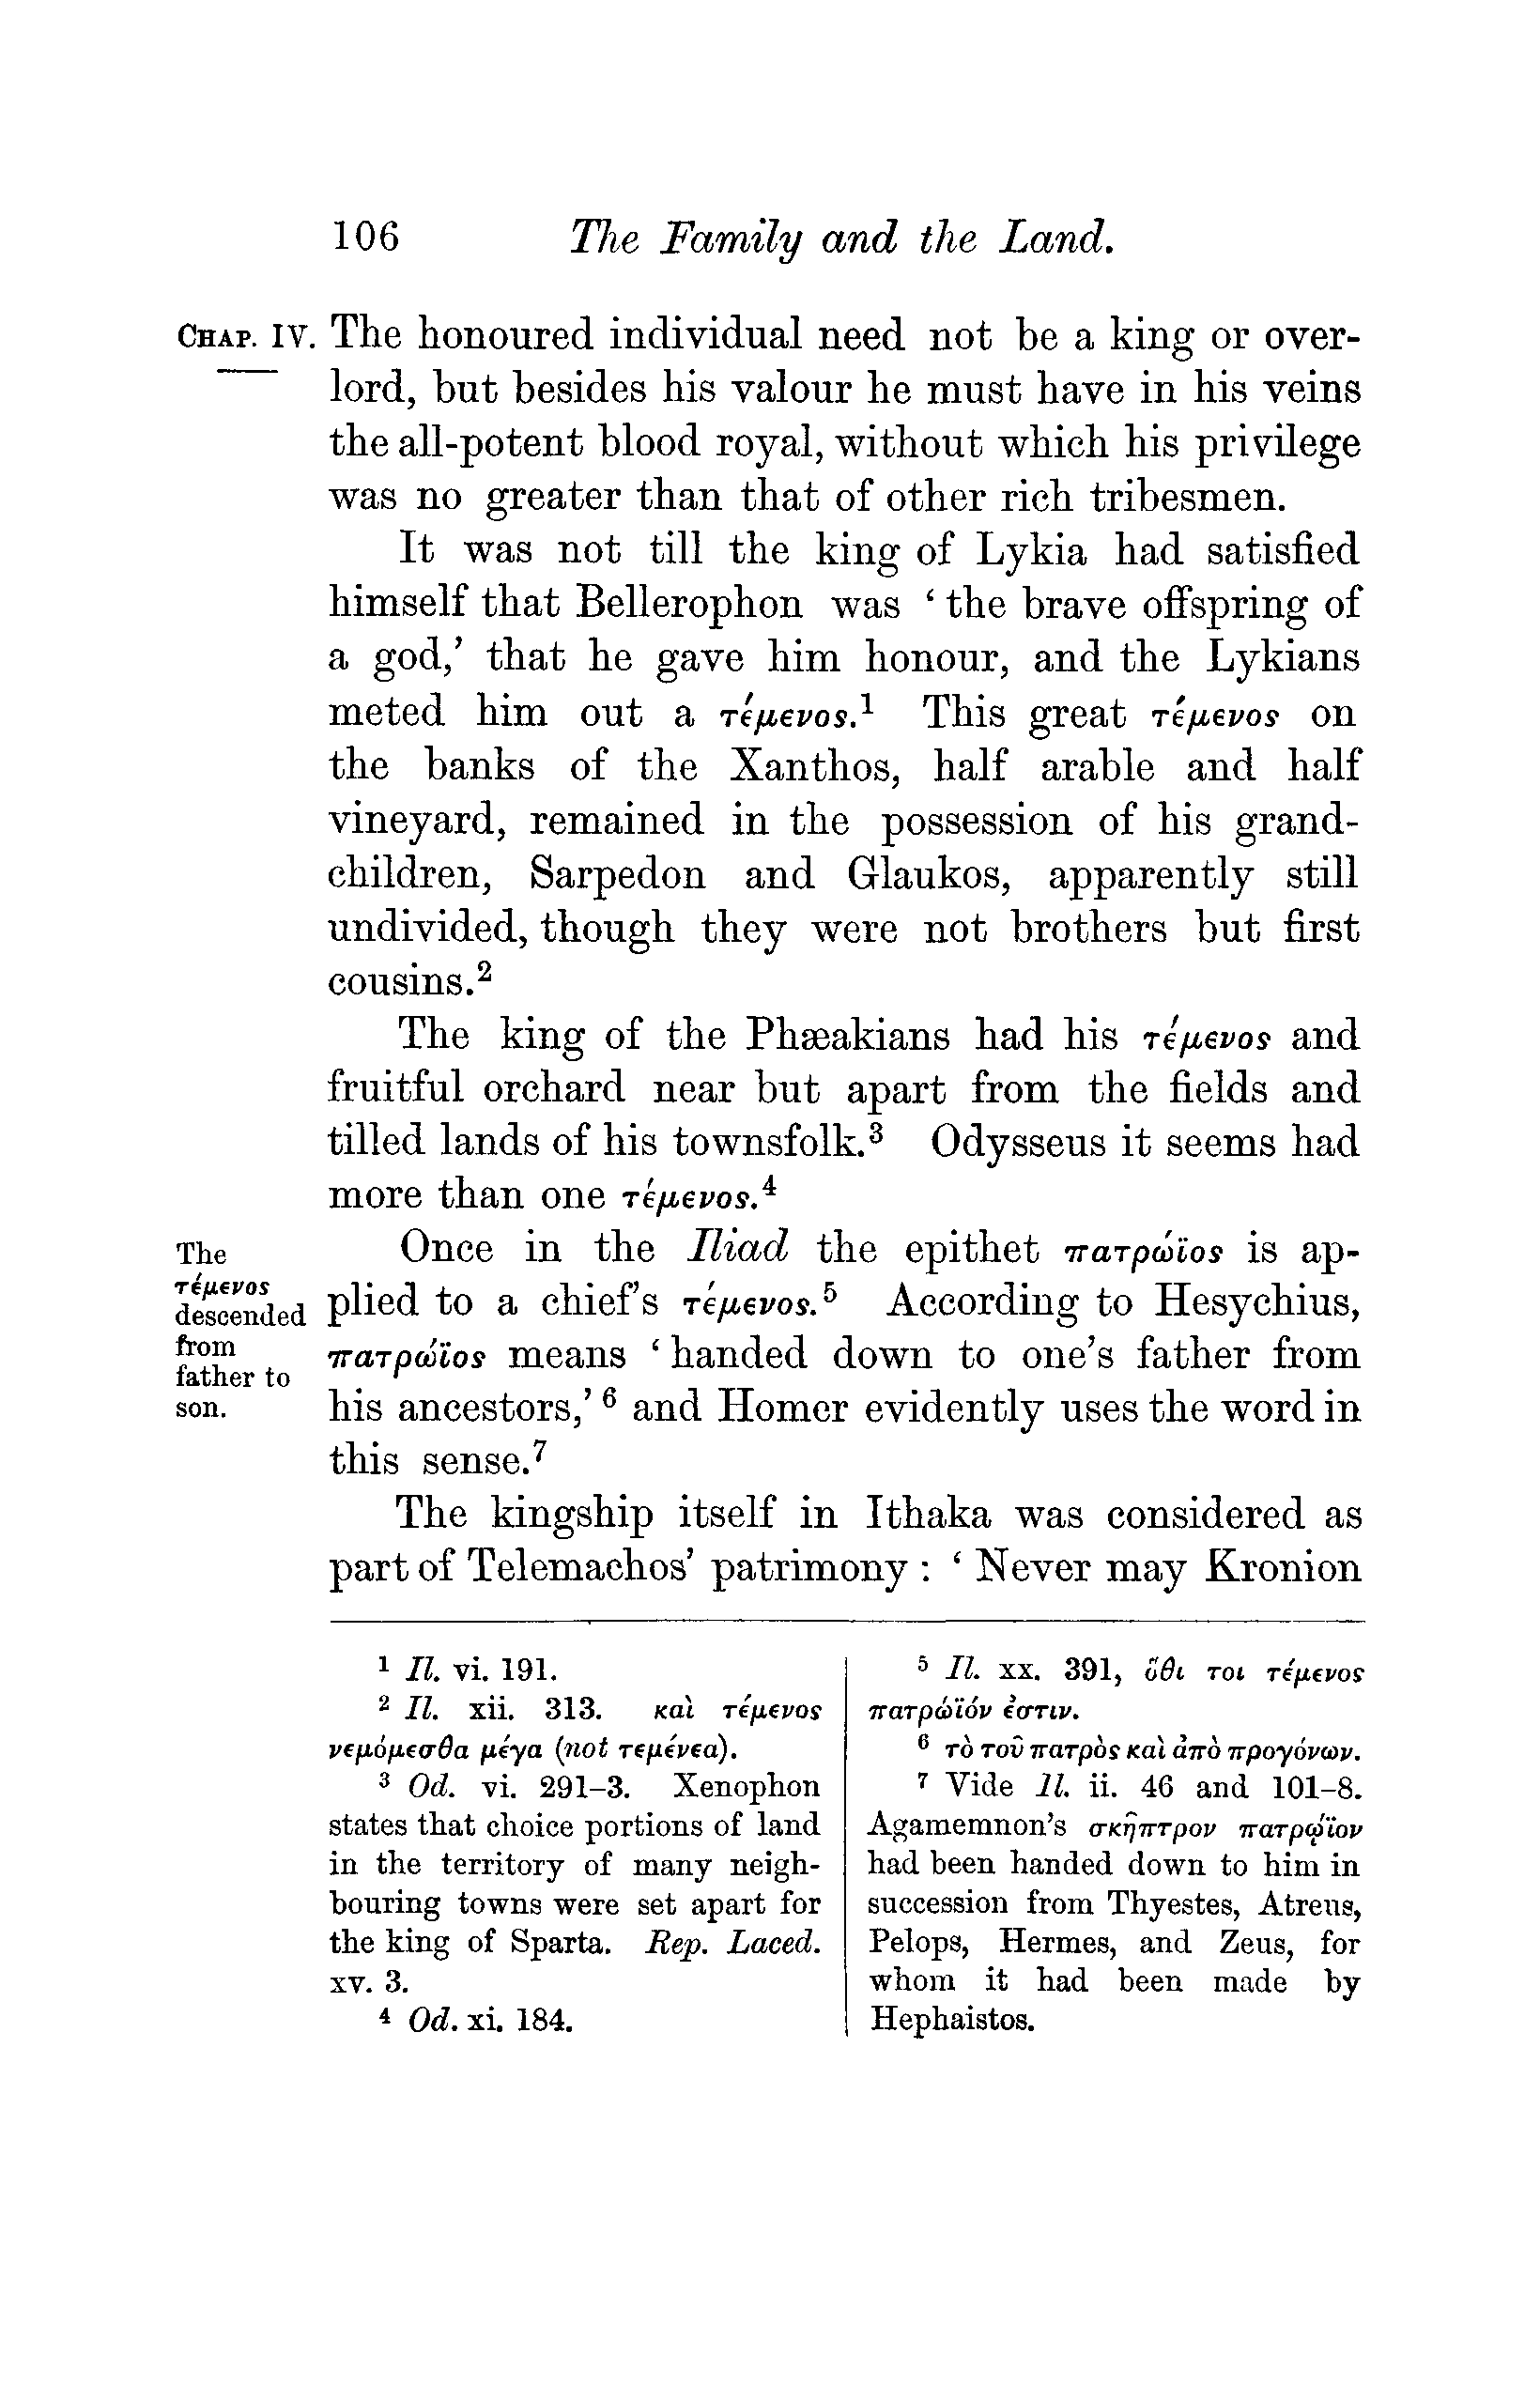 106 The Family and the Land.
CHAP. IV. The honoured individual need not be a king or over-
lord, but besides his valour he must have in his veins
the all-potent blood royal, without which his privilege
was no greater than that of other rich tribesmen.
It was not till the king of Lykia had satisfied
himself that Bellerophon was ‘the brave offspring of
a god,’ that he gave him honour, and the Lykians
meted him out a τέμενος.¹ This great τέμενος on
the banks of the Xanthos, half arable and half
vineyard, remained in the possession of his grand-
children, Sarpedon and Glaukos, apparently still
undivided, though they were not brothers but first
cousins.²
The king of the Phæakians had his τέμενος and
fruitful orchard near but apart from the fields and
tilled lands of his townsfolk.³ Odysseus it seems had
more than one τέμενος.⁴
The
τέμενος
descended
from
father to
son.
Once in the Iliad the epithet πατρώϊος is ap-
plied to a chief’s τέμενος.⁵ According to Hesychius,
πατρώϊος means ‘handed down to one’s father from
his ancestors,’⁶ and Homer evidently uses the word in
this sense.⁷
The kingship itself in Ithaka was considered as
part of Telemachos’ patrimony : ‘Never may Kronion
¹ Il. vi. 191.
² Il. xii. 313. καὶ τέμενος
νεμόμεσθα μέγα (not τεμένεα).
³ Od. vi. 291–3. Xenophon
states that choice portions of land
in the territory of many neigh-
bouring towns were set apart for
the king of Sparta. Rep. Laced.
xv. 3.
⁴ Od. xi. 184.
⁵ Il. xx. 391, ὅθι τοι τέμενος
πατρώϊόν ἐστιν.
⁶ τὸ τοῦ πατρὸς καὶ ἀπὸ προγόνων.
⁷ Vide Il. ii. 46 and 101–8.
Agamemnon’s σκῆπτρον πατρῴϊον
had been handed down to him in
succession from Thyestes, Atreus,
Pelops, Hermes, and Zeus, for
whom it had been made by
Hephaistos.